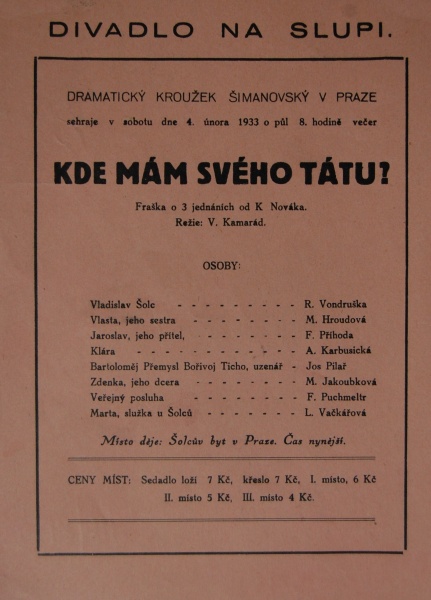 DIVADLO NA SLUPI.
DRAMATICKÝ KROUŽEK ŠIMANOVSKÝ V PRAZE
sehraje v sobotu dne 4. února 1933 o půl 8. hodině večer
KDE MÁM SVÉHO TÁTU?
Fraška o 3 jednáních od K Nováka.
Režie: V. Kamarád.
OSOBY:
Vladislav Šolc - - - - - - - - - R. Vondruška
Vlasta, jeho sestra - - - - - - - - M. Hroudová
Jaroslav, jeho přítel, - - - - - - - - F. Příhoda
Klára - - - - - - - - - - - A. Karbusická
Bartoloměj Přemysl Bořivoj Ticho, uzenář - Jos Pilař
Zdenka, jeho dcera - - - - - - - - M. Jakoubková
Veřejný posluha - - - - - - - - F. Puchmeltr
Marta, služka u Šolců - - - - - - - L. Vačkářová
Místo děje: Šolcův byt v Praze. Čas nynější.
CENY MÍST: Sedadlo loží 7 Kč, křeslo 7 Kč, I. místo, 6 Kč
II. místo 5 Kč, III. místo 4 Kč.